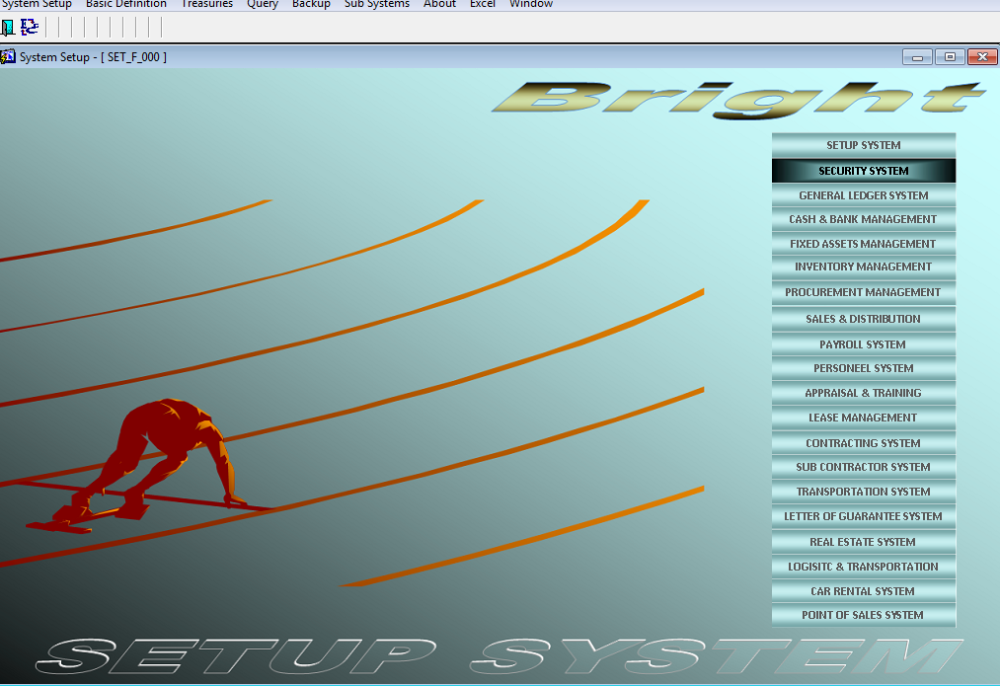 System Setup Basic Definition Treasuries Query Backup Sub Systems About Excel Window
System Setup - [ SET_F_000 ]
Bright
SETUP SYSTEM
SECURITY SYSTEM
GENERAL LEDGER SYSTEM
CASH & BANK MANAGEMENT
FIXED ASSETS MANAGEMENT
INVENTORY MANAGEMENT
PROCUREMENT MANAGEMENT
SALES & DISTRIBUTION
PAYROLL SYSTEM
PERSONEEL SYSTEM
APPRAISAL & TRAINING
LEASE MANAGEMENT
CONTRACTING SYSTEM
SUB CONTRACTOR SYSTEM
TRANSPORTATION SYSTEM
LETTER OF GUARANTEE SYSTEM
REAL ESTATE SYSTEM
LOGISITC & TRANSPORTATION
CAR RENTAL SYSTEM
POINT OF SALES SYSTEM
SETUP SYSTEM